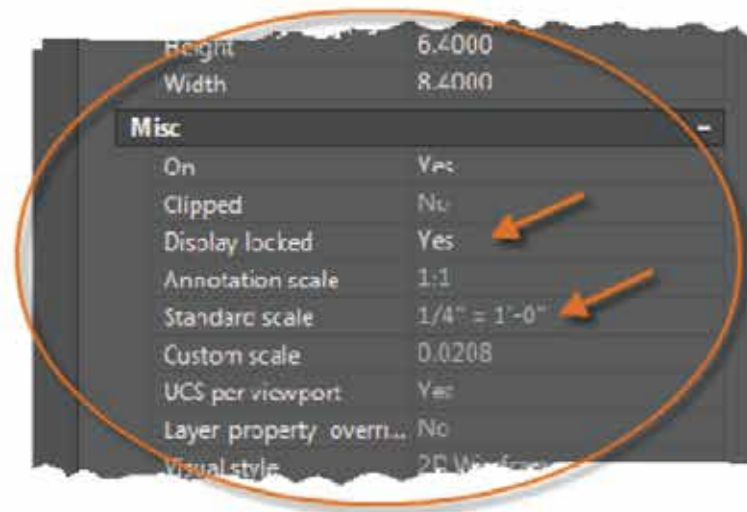 Height 6.4000
Width 8.4000
Misc –
On Yes
Clipped No
Display locked Yes
Annotation scale 1:1
Standard scale 1/4" = 1'-0"
Custom scale 0.0208
UCS per viewport Yes
Layer property overri... No
Visual style 2D Wirefra